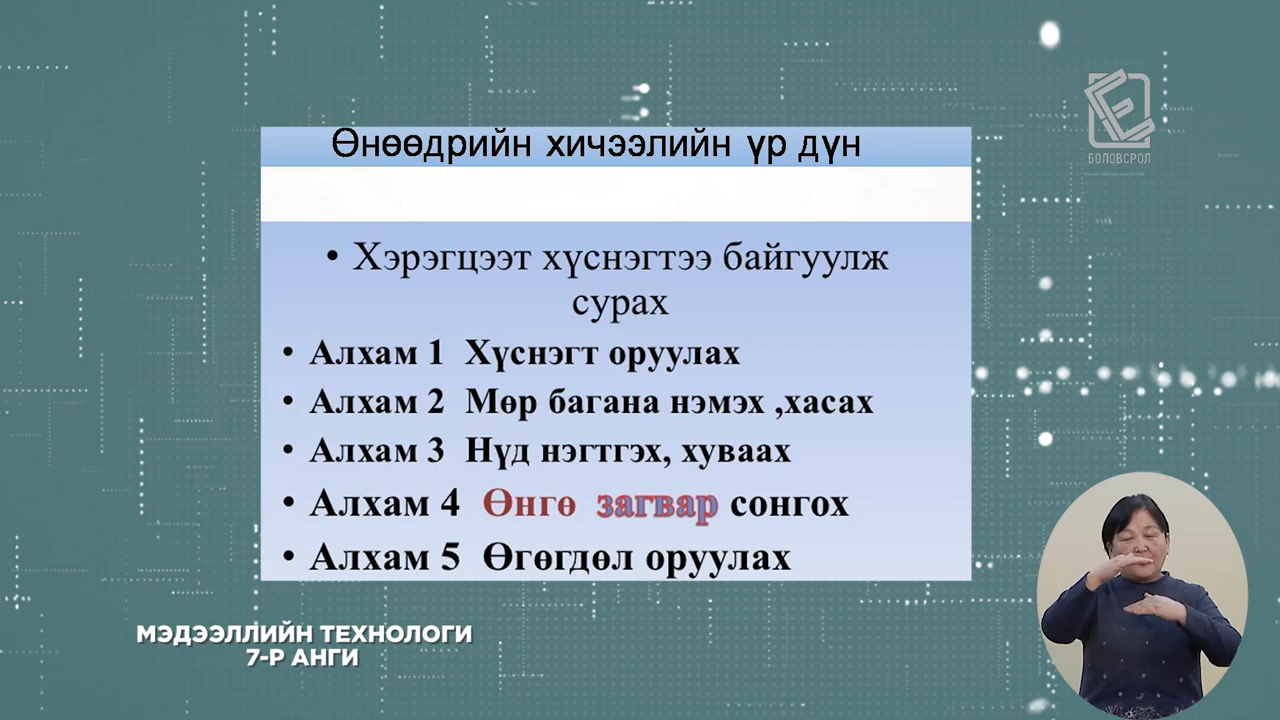 БОЛОВСРОЛ
Өнөөдрийн хичээлийн үр дүн
• Хэрэгцээт хүснэгтээ байгуулж
сурах
• Алхам 1 Хүснэгт оруулах
• Алхам 2 Мөр багана нэмэх ,хасах
• Алхам 3 Нүд нэгтгэх, хуваах
• Алхам 4 Өнгө загвар сонгох
• Алхам 5 Өгөгдөл оруулах
МЭДЭЭЛЛИЙН ТЕХНОЛОГИ
7-Р АНГИ